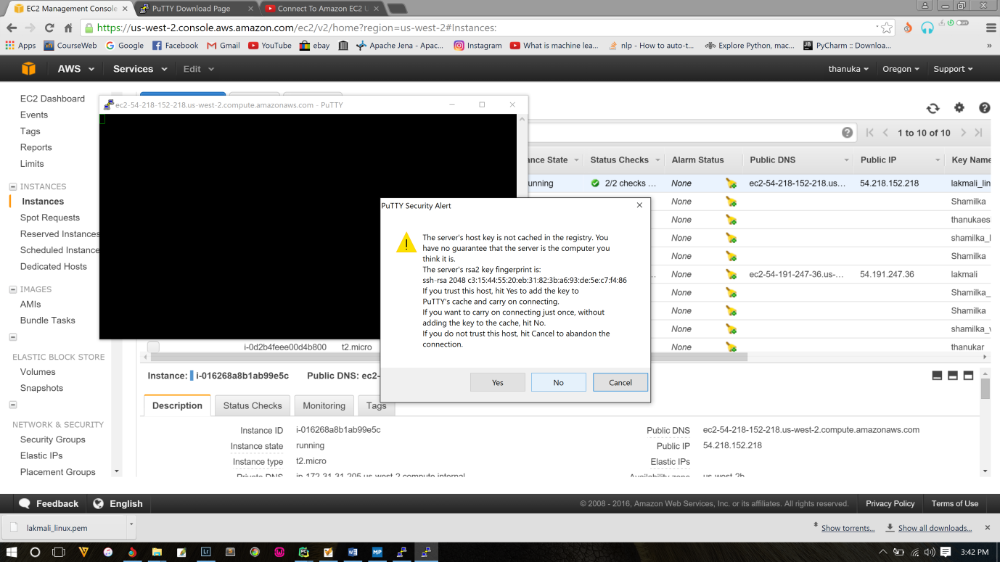 EC2 Management Console
PuTTY Download Page
Connect To Amazon EC2 L
https://us-west-2.console.aws.amazon.com/ec2/v2/home?region=us-west-2#Instances:
Apps
CourseWeb
Google
Facebook
Gmail
YouTube
ebay
Apache Jena - Apac...
Instagram
What is machine lea...
nlp - How to auto-t...
Explore Python, mac...
PyCharm :: Downloa...
»
AWS
Services
Edit
thanuka
Oregon
Support
EC2 Dashboard
Events
Tags
Reports
Limits
INSTANCES
Instances
Spot Requests
Reserved Instances
Scheduled Instance
Dedicated Hosts
IMAGES
AMIs
Bundle Tasks
ELASTIC BLOCK STORE
Volumes
Snapshots
NETWORK & SECURITY
Security Groups
Elastic IPs
Placement Groups
ec2-54-218-152-218.us-west-2.compute.amazonaws.com - PuTTY
1 to 10 of 10
nce State
Status Checks
Alarm Status
Public DNS
Public IP
Key Name
unning
2/2 checks ...
None
ec2-54-218-152-218.us...
54.218.152.218
lakmali_lin
None
Shamilka
None
thanukaes
None
shamilka_l
None
Shamilka
None
ec2-54-191-247-36.us-...
54.191.247.36
lakmali
None
Shamilka_
None
Shamilka
None
shamilka_v
i-0d2b4feee00d4b800
t2.micro
None
thanukar
PuTTY Security Alert
The server's host key is not cached in the registry. You
have no guarantee that the server is the computer you
think it is.
The server's rsa2 key fingerprint is:
ssh-rsa 2048 c3:15:44:55:20:eb:31:82:3b:a6:93:de:5e:c7:f4:86
If you trust this host, hit Yes to add the key to
PuTTY's cache and carry on connecting.
If you want to carry on connecting just once, without
adding the key to the cache, hit No.
If you do not trust this host, hit Cancel to abandon the
connection.
Yes
No
Cancel
Instance: i-016268a8b1ab99e5c
Public DNS: ec2-
Description
Status Checks
Monitoring
Tags
Instance ID
i-016268a8b1ab99e5c
Public DNS
ec2-54-218-152-218.us-west-2.compute.amazonaws.com
Instance state
running
Public IP
54.218.152.218
Instance type
t2.micro
Elastic IPs
Private DNS
ip-172-31-31-205.us-west-2.compute.internal
Availability zone
us-west-2b
Feedback
English
© 2008 - 2016, Amazon Web Services, Inc. or its affiliates. All rights reserved.
Privacy Policy
Terms of Use
lakmali_linux.pem
Show torrents...
Show all downloads...
3:42 PM